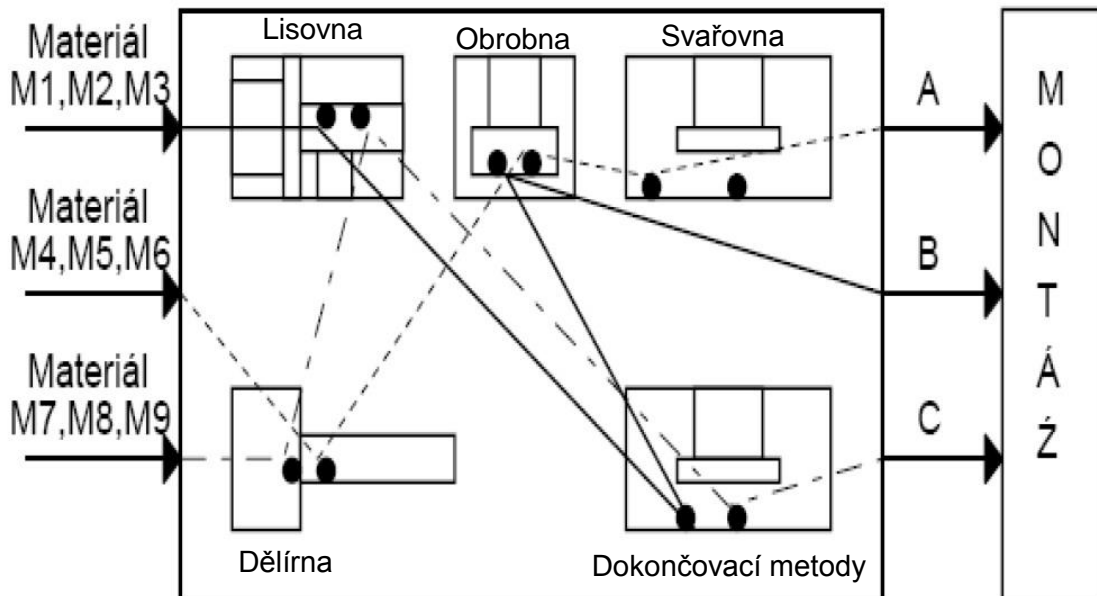 Materiál
M1,M2,M3
Lisovna
Obrobna
Svařovna
A
Materiál
M4,M5,M6
B
Materiál
M7,M8,M9
C
Dělírna
Dokončovací metody
M
O
N
T
Á
Ź